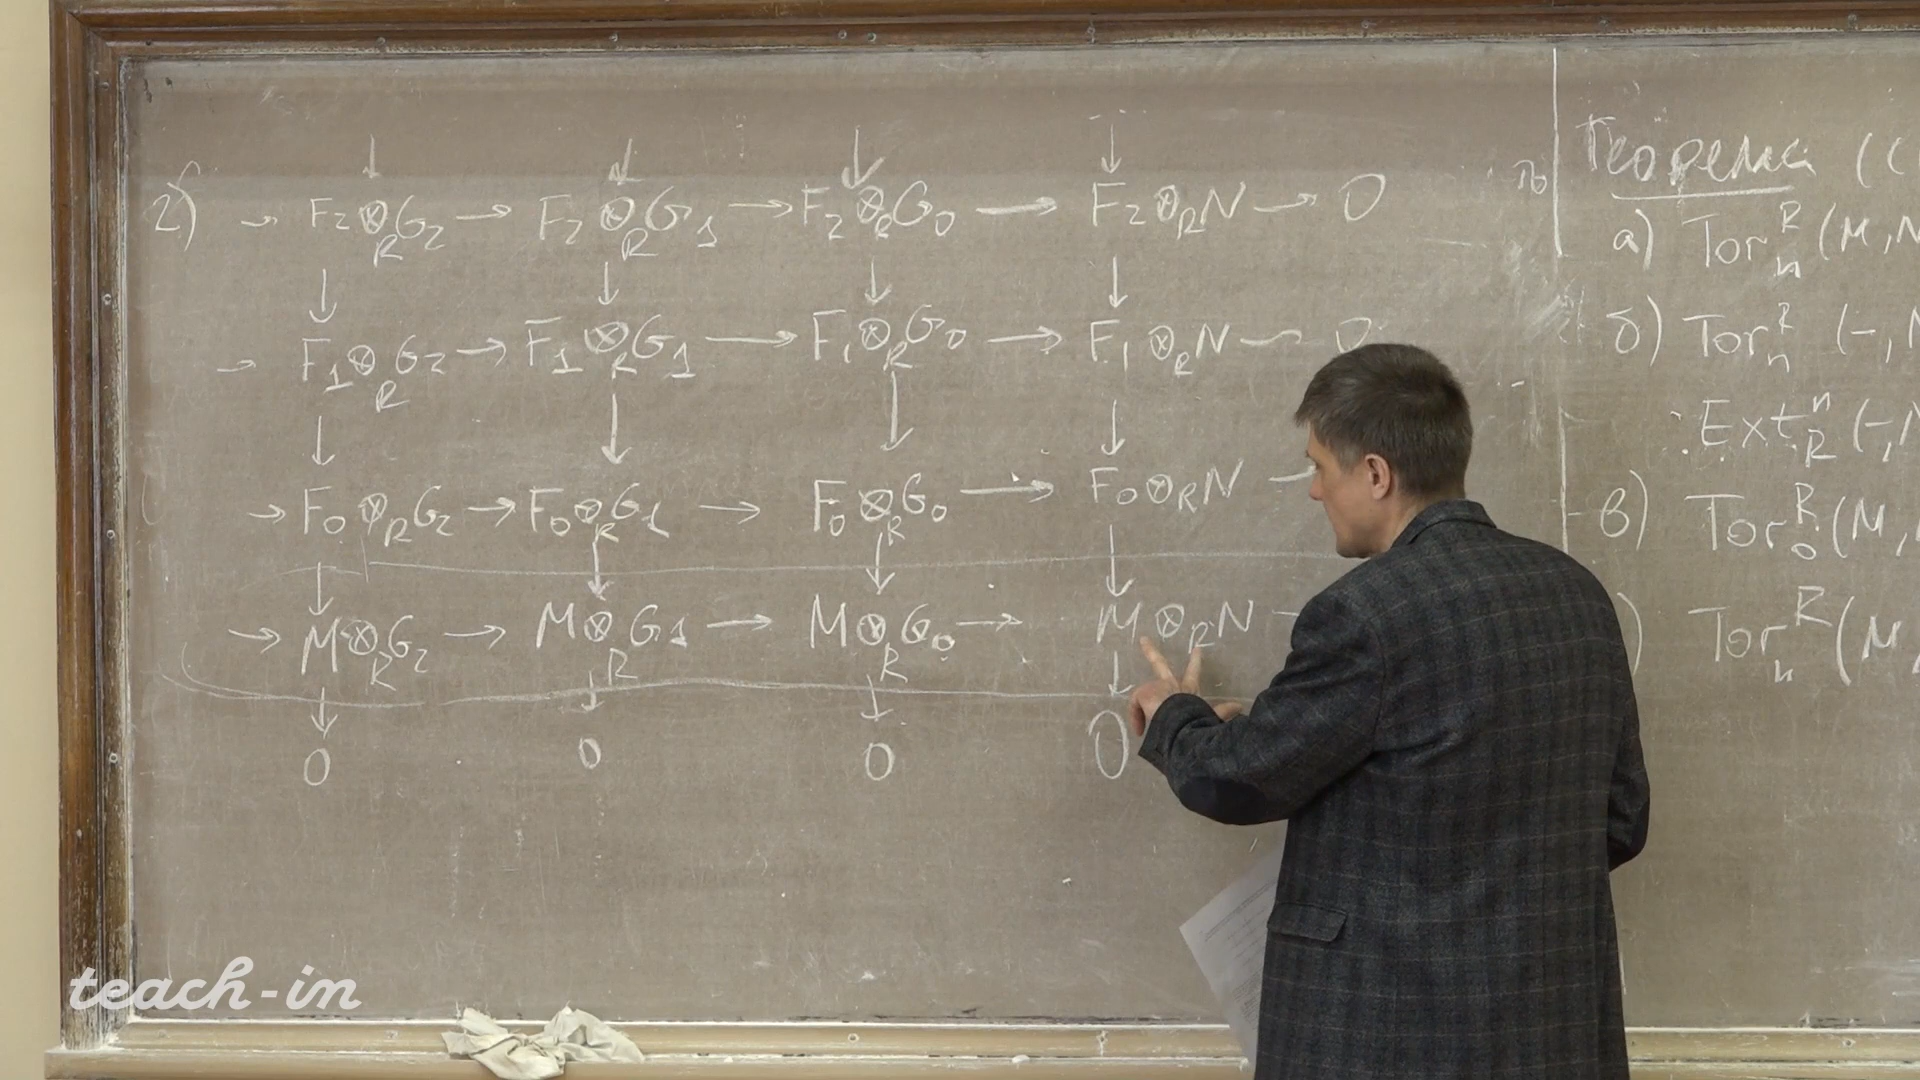 2) → F₂⊗_R G₂ → F₂⊗_R G₁ → F₂⊗_R G₀ → F₂⊗_R N → 0
→ F₁⊗_R G₂ → F₁⊗_R G₁ → F₁⊗_R G₀ → F₁⊗_R N → 0
→ F₀⊗_R G₂ → F₀⊗_R G₁ → F₀⊗_R G₀ → F₀⊗_R N →
→ M⊗_R G₂ → M⊗_R G₁ → M⊗_R G₀ → M⊗_R N →
0 0 0 0
Теорема (
а) Tor_n^R (M, N
б) Tor_n^R (-, N
Ext_R^n (-, N
в) Tor_0^R (M,
) Tor_n^R (M,
teach-in